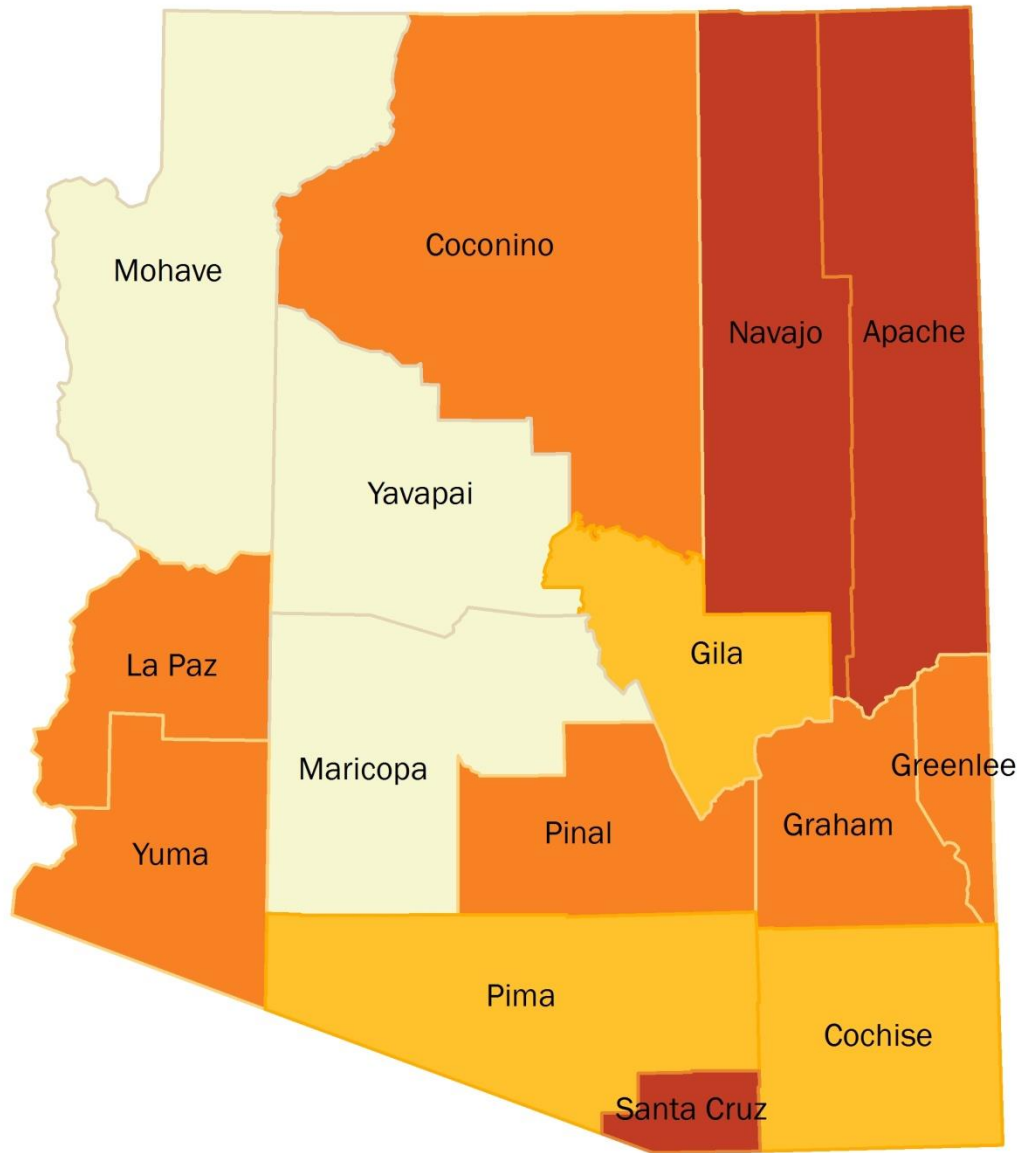 Coconino
Mohave
Navajo
Apache
Yavapai
Gila
La Paz
Maricopa
Greenlee
Graham
Pinal
Yuma
Pima
Cochise
Santa Cruz